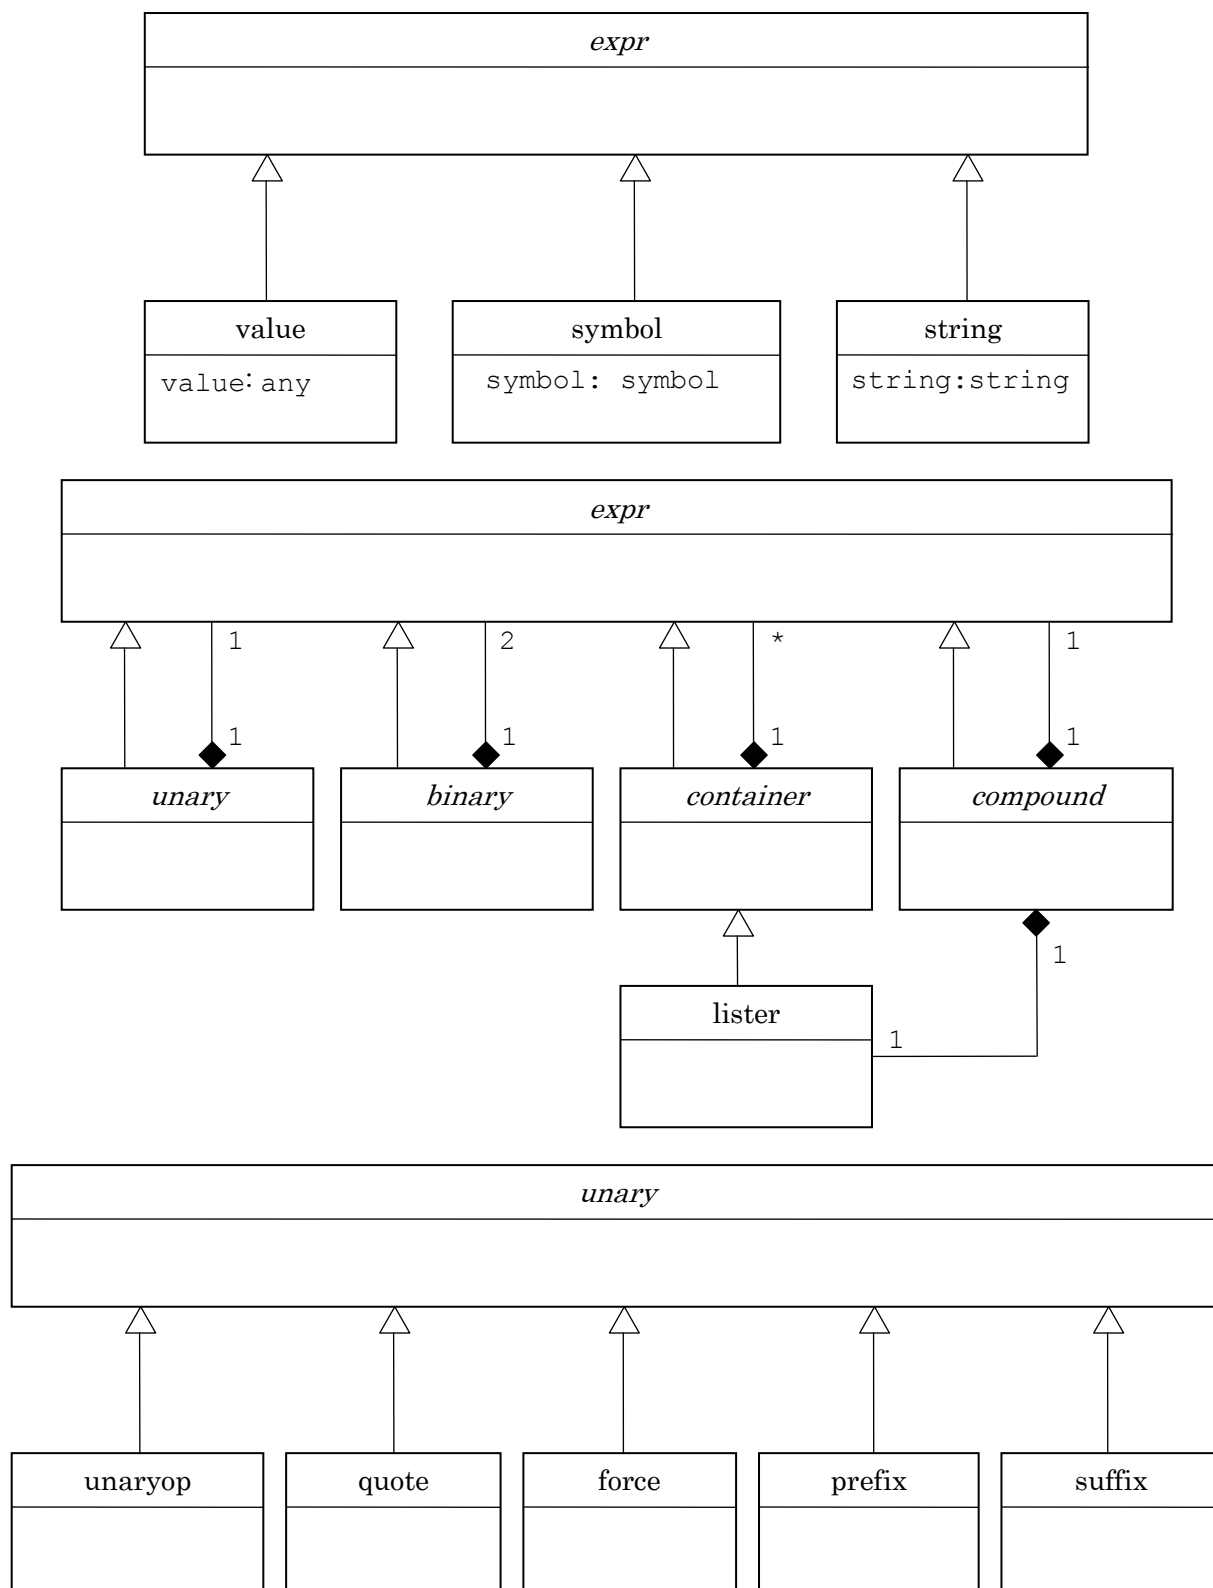 expr
value symbol string
value: any symbol: symbol string:string
expr
1 2 * 1
1 1 1 1
unary binary container compound
1
lister
1
unary
unaryop quote force prefix suffix